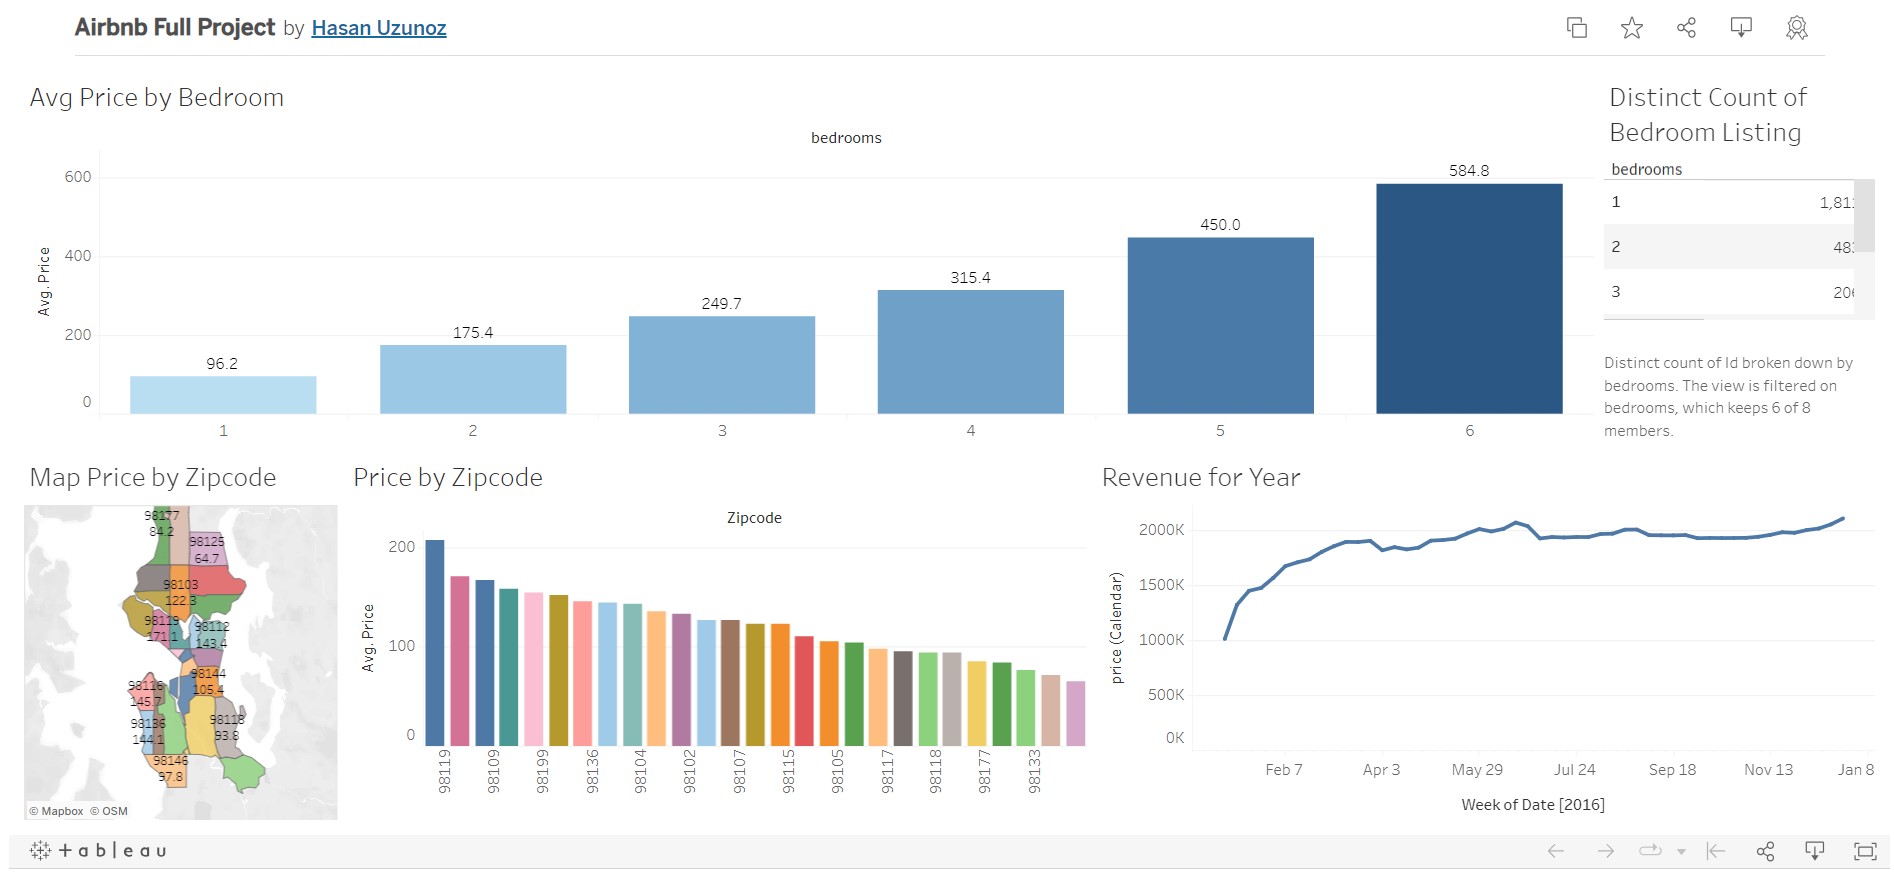 Airbnb Full Project by Hasan Uzunoz
Avg Price by Bedroom
bedrooms
Avg. Price
600
400
200
0
96.2
175.4
249.7
315.4
450.0
584.8
1
2
3
4
5
6
Distinct Count of
Bedroom Listing
bedrooms
1 1,81
2 48
3 20
Distinct count of Id broken down by
bedrooms. The view is filtered on
bedrooms, which keeps 6 of 8
members.
Map Price by Zipcode
98177
84.2
98125
64.7
98103
122.3
98119
171.1
98112
143.4
98144
105.4
98116
145.7
98136
144.1
98118
93.8
98146
97.8
© Mapbox © OSM
Price by Zipcode
Zipcode
Avg. Price
200
100
0
98119
98109
98199
98136
98104
98102
98107
98115
98105
98117
98118
98177
98133
Revenue for Year
price (Calendar)
2000K
1500K
1000K
500K
0K
Feb 7
Apr 3
May 29
Jul 24
Sep 18
Nov 13
Jan 8
Week of Date [2016]
+ableau